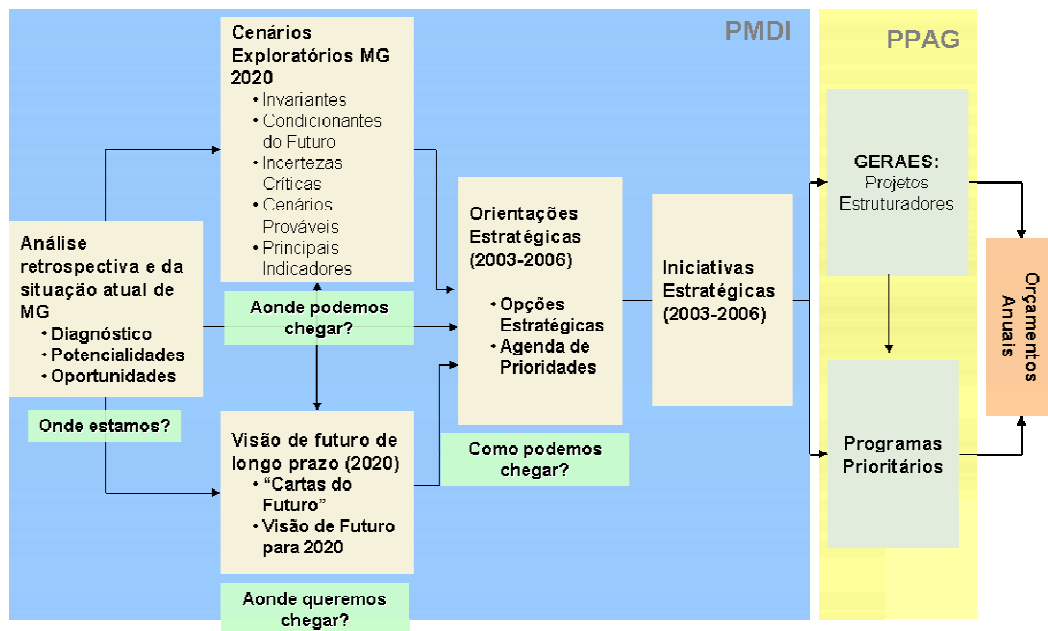 PMDI
PPAG
Cenários
Exploratórios MG
2020
• Invariantes
• Condicionantes
do Futuro
• Incertezas
Críticas
• Cenários
Prováveis
• Principais
Indicadores
Análise
retrospectiva e da
situação atual de
MG
• Diagnóstico
• Potencialidades
• Oportunidades
Onde estamos?
Aonde podemos
chegar?
Visão de futuro de
longo prazo (2020)
• “Cartas do
Futuro”
• Visão de Futuro
para 2020
Aonde queremos
chegar?
Orientações
Estratégicas
(2003-2006)
• Opções
Estratégicas
• Agenda de
Prioridades
Como podemos
chegar?
Iniciativas
Estratégicas
(2003-2006)
GERAES:
Projetos
Estruturadores
Programas
Prioritários
Orçamentos
Anuais